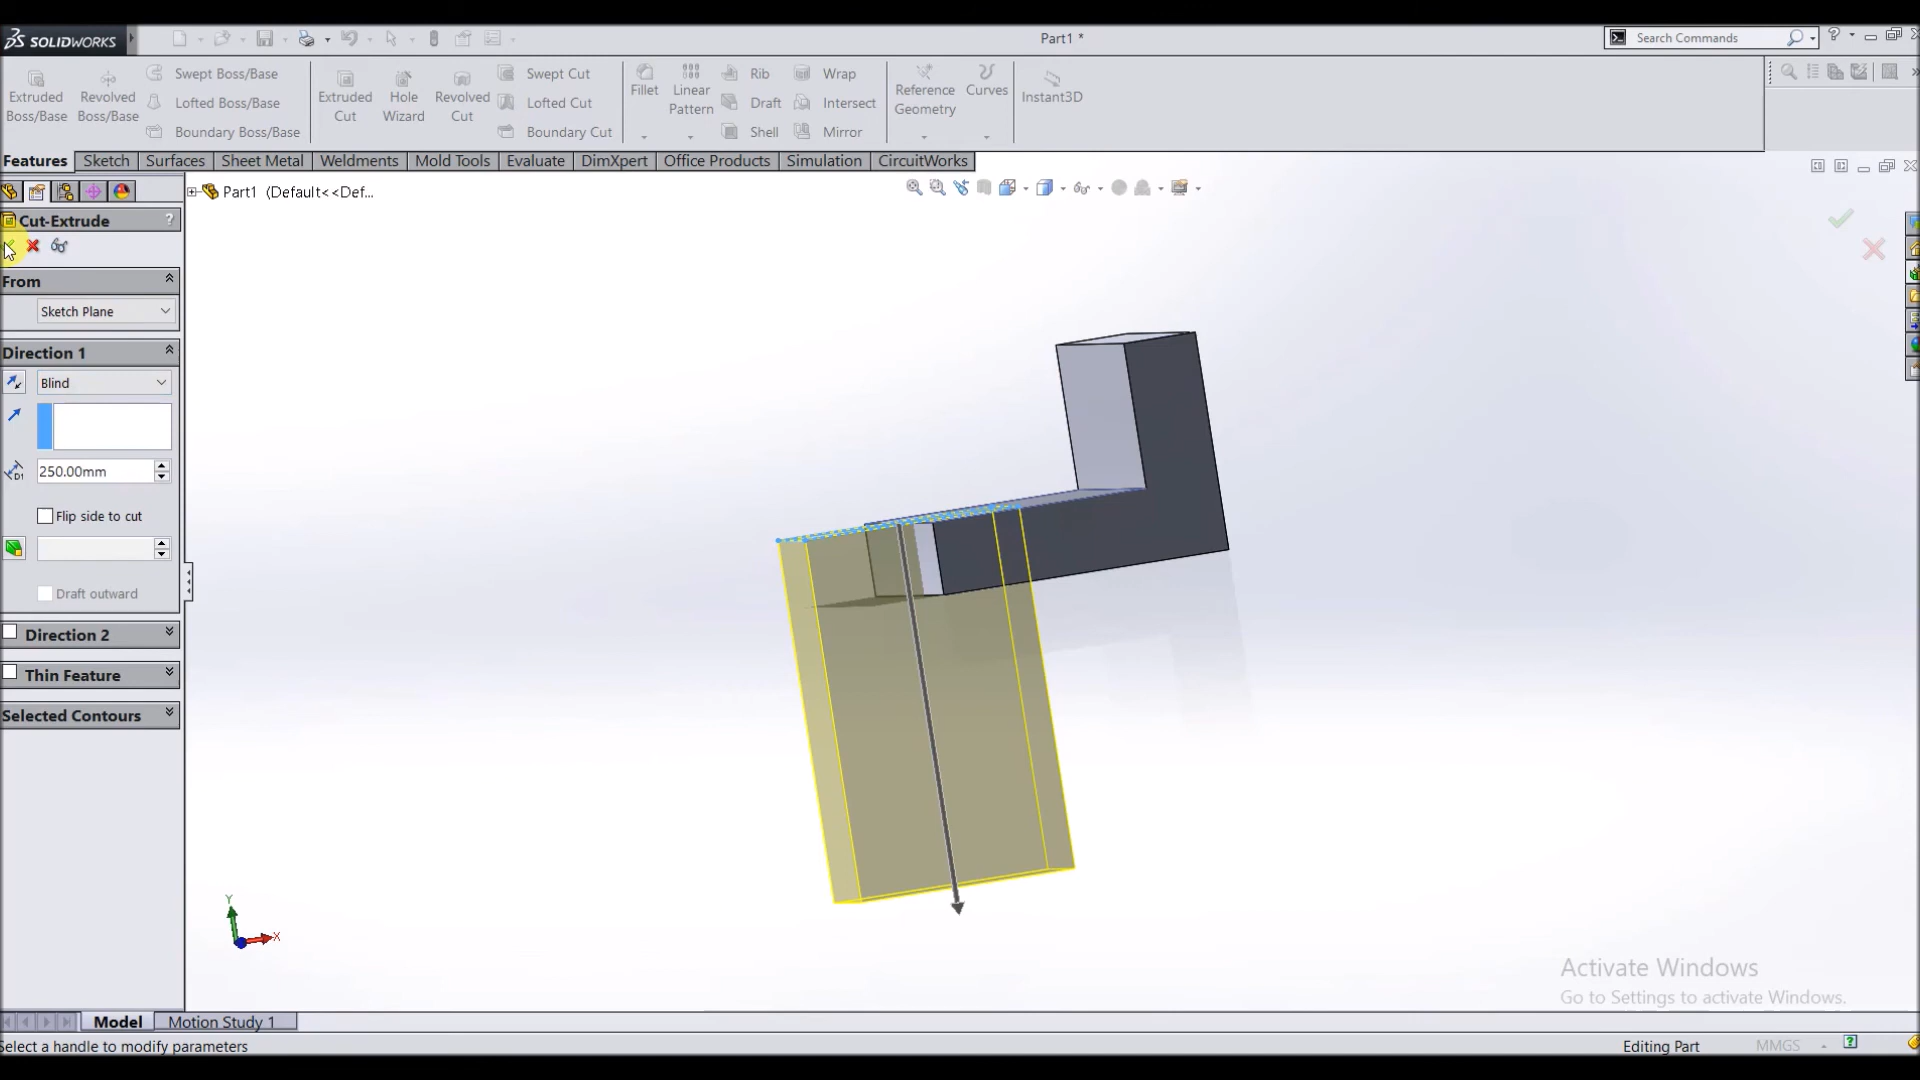 SOLIDWORKS
Part1 *
Search Commands
Extruded Boss/Base
Revolved Boss/Base
Swept Boss/Base
Lofted Boss/Base
Boundary Boss/Base
Extruded Cut
Hole Wizard
Revolved Cut
Swept Cut
Lofted Cut
Boundary Cut
Fillet
Linear Pattern
Rib
Draft
Shell
Wrap
Intersect
Mirror
Reference Geometry
Curves
Instant3D
Features Sketch Surfaces Sheet Metal Weldments Mold Tools Evaluate DimXpert Office Products Simulation CircuitWorks
Part1 (Default<<Def...
Cut-Extrude ?
From
Sketch Plane
Direction 1
Blind
D1
250.00mm
Flip side to cut
Draft outward
Direction 2
Thin Feature
Selected Contours
Y
X
Activate Windows
Go to Settings to activate Windows.
Model Motion Study 1
Select a handle to modify parameters
Editing Part
MMGS